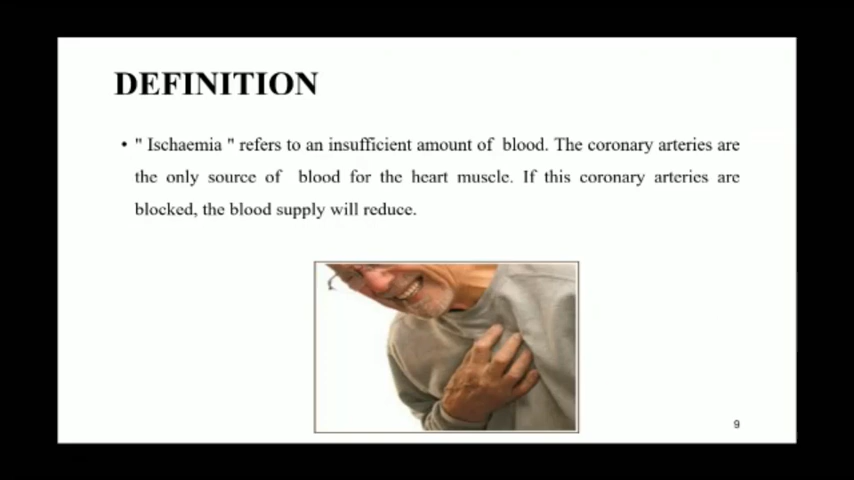 DEFINITION
• " Ischaemia " refers to an insufficient amount of blood. The coronary arteries are
the only source of blood for the heart muscle. If this coronary arteries are
blocked, the blood supply will reduce.
9